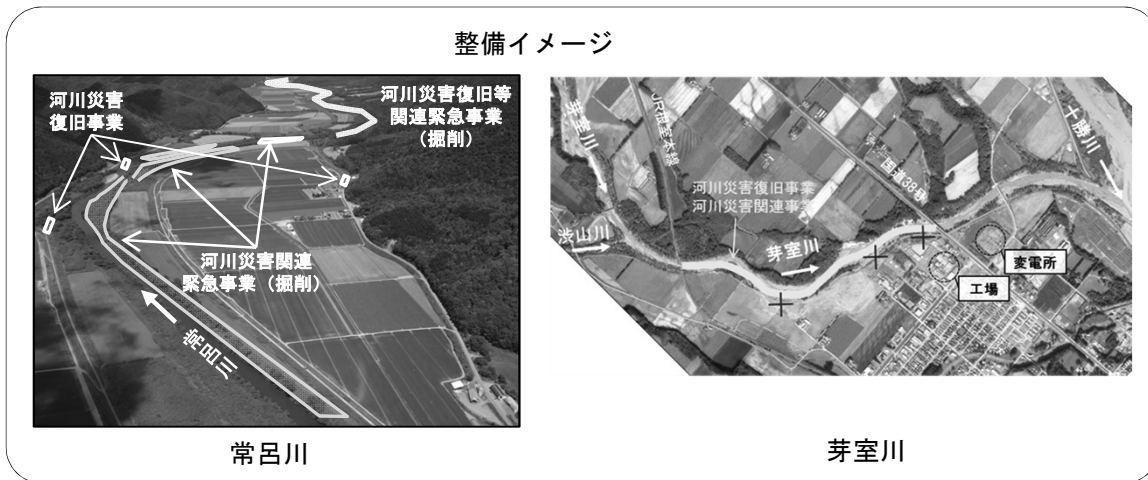 整備イメージ
河川災害
復旧事業
河川災害復旧等
関連緊急事業
（掘削）
河川災害関連
緊急事業（掘削）
常呂川
常呂川
芽室川
JR根室本線
国道38号
十勝川
河川災害復旧事業
河川災害関連事業
渋山川
芽室川
変電所
工場
芽室川